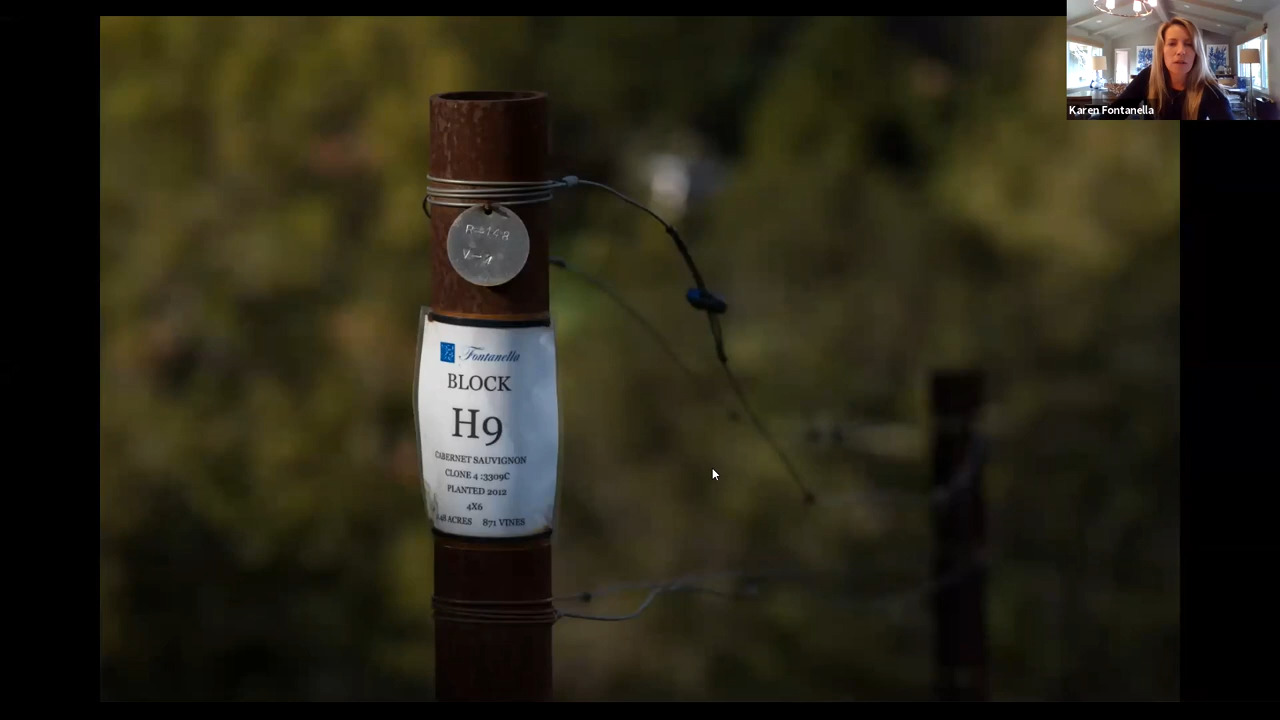 Karen Fontanella
Fontanella
BLOCK
H9
CABERNET SAUVIGNON
CLONE 4 :3309C
PLANTED 2012
4X6
ACRES 871 VINES